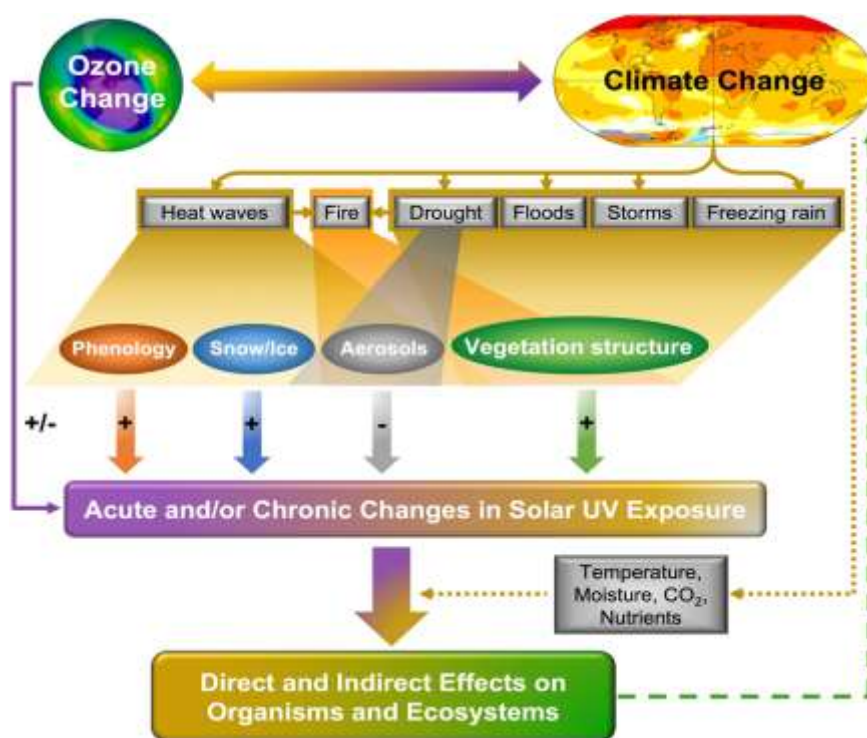 Ozone
Change
Climate Change
Heat waves
Fire
Drought
Floods
Storms
Freezing rain
Phenology
Snow/Ice
Aerosols
Vegetation structure
+/-
+
+
-
+
Acute and/or Chronic Changes in Solar UV Exposure
Temperature,
Moisture, CO₂,
Nutrients
Direct and Indirect Effects on
Organisms and Ecosystems